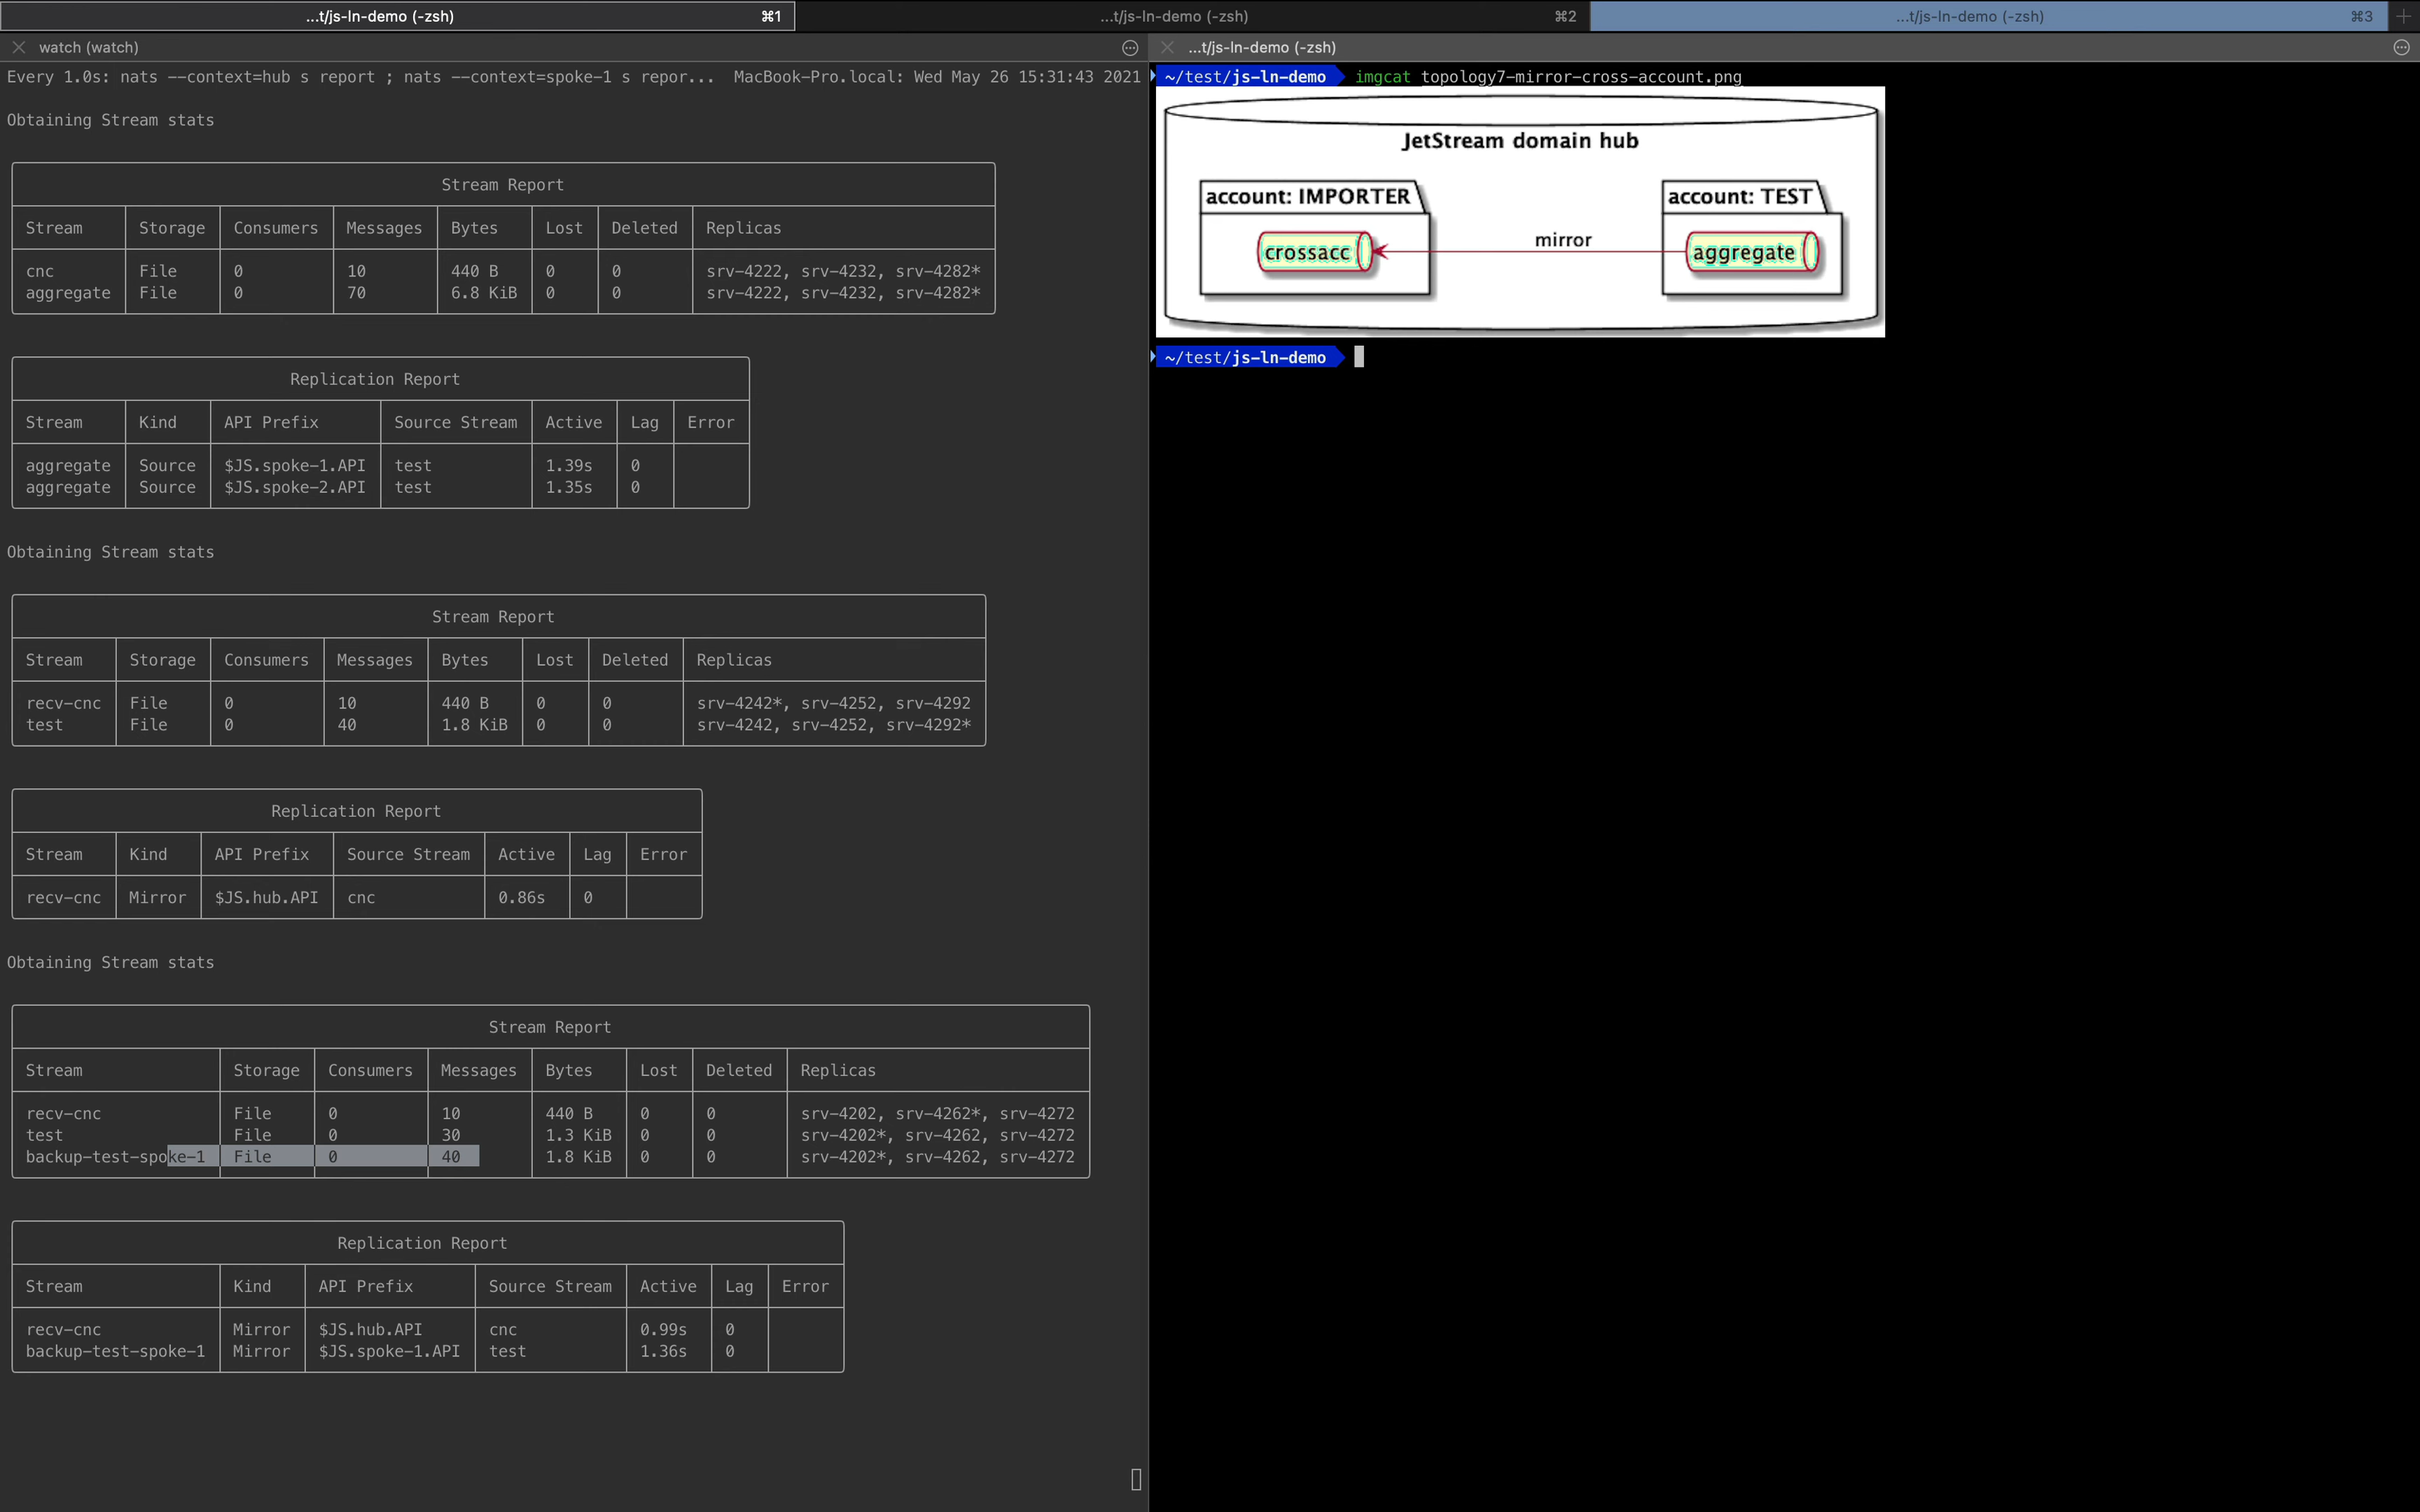 ...t/js-ln-demo (-zsh) ⌘1 ...t/js-ln-demo (-zsh) ⌘2 ...t/js-ln-demo (-zsh) ⌘3
watch (watch)
Every 1.0s: nats --context=hub s report ; nats --context=spoke-1 s repor... MacBook-Pro.local: Wed May 26 15:31:43 2021
Obtaining Stream stats
Stream Report
Stream Storage Consumers Messages Bytes Lost Deleted Replicas
cnc File 0 10 440 B 0 0 srv-4222, srv-4232, srv-4282*
aggregate File 0 70 6.8 KiB 0 0 srv-4222, srv-4232, srv-4282*
Replication Report
Stream Kind API Prefix Source Stream Active Lag Error
aggregate Source $JS.spoke-1.API test 1.39s 0
aggregate Source $JS.spoke-2.API test 1.35s 0
Obtaining Stream stats
Stream Report
Stream Storage Consumers Messages Bytes Lost Deleted Replicas
recv-cnc File 0 10 440 B 0 0 srv-4242*, srv-4252, srv-4292
test File 0 40 1.8 KiB 0 0 srv-4242, srv-4252, srv-4292*
Replication Report
Stream Kind API Prefix Source Stream Active Lag Error
recv-cnc Mirror $JS.hub.API cnc 0.86s 0
Obtaining Stream stats
Stream Report
Stream Storage Consumers Messages Bytes Lost Deleted Replicas
recv-cnc File 0 10 440 B 0 0 srv-4202, srv-4262*, srv-4272
test File 0 30 1.3 KiB 0 0 srv-4202*, srv-4262, srv-4272
backup-test-spoke-1 File 0 40 1.8 KiB 0 0 srv-4202*, srv-4262, srv-4272
Replication Report
Stream Kind API Prefix Source Stream Active Lag Error
recv-cnc Mirror $JS.hub.API cnc 0.99s 0
backup-test-spoke-1 Mirror $JS.spoke-1.API test 1.36s 0
...t/js-ln-demo (-zsh)
~/test/js-ln-demo imgcat topology7-mirror-cross-account.png
JetStream domain hub
account: IMPORTER account: TEST
crossacc mirror aggregate
~/test/js-ln-demo